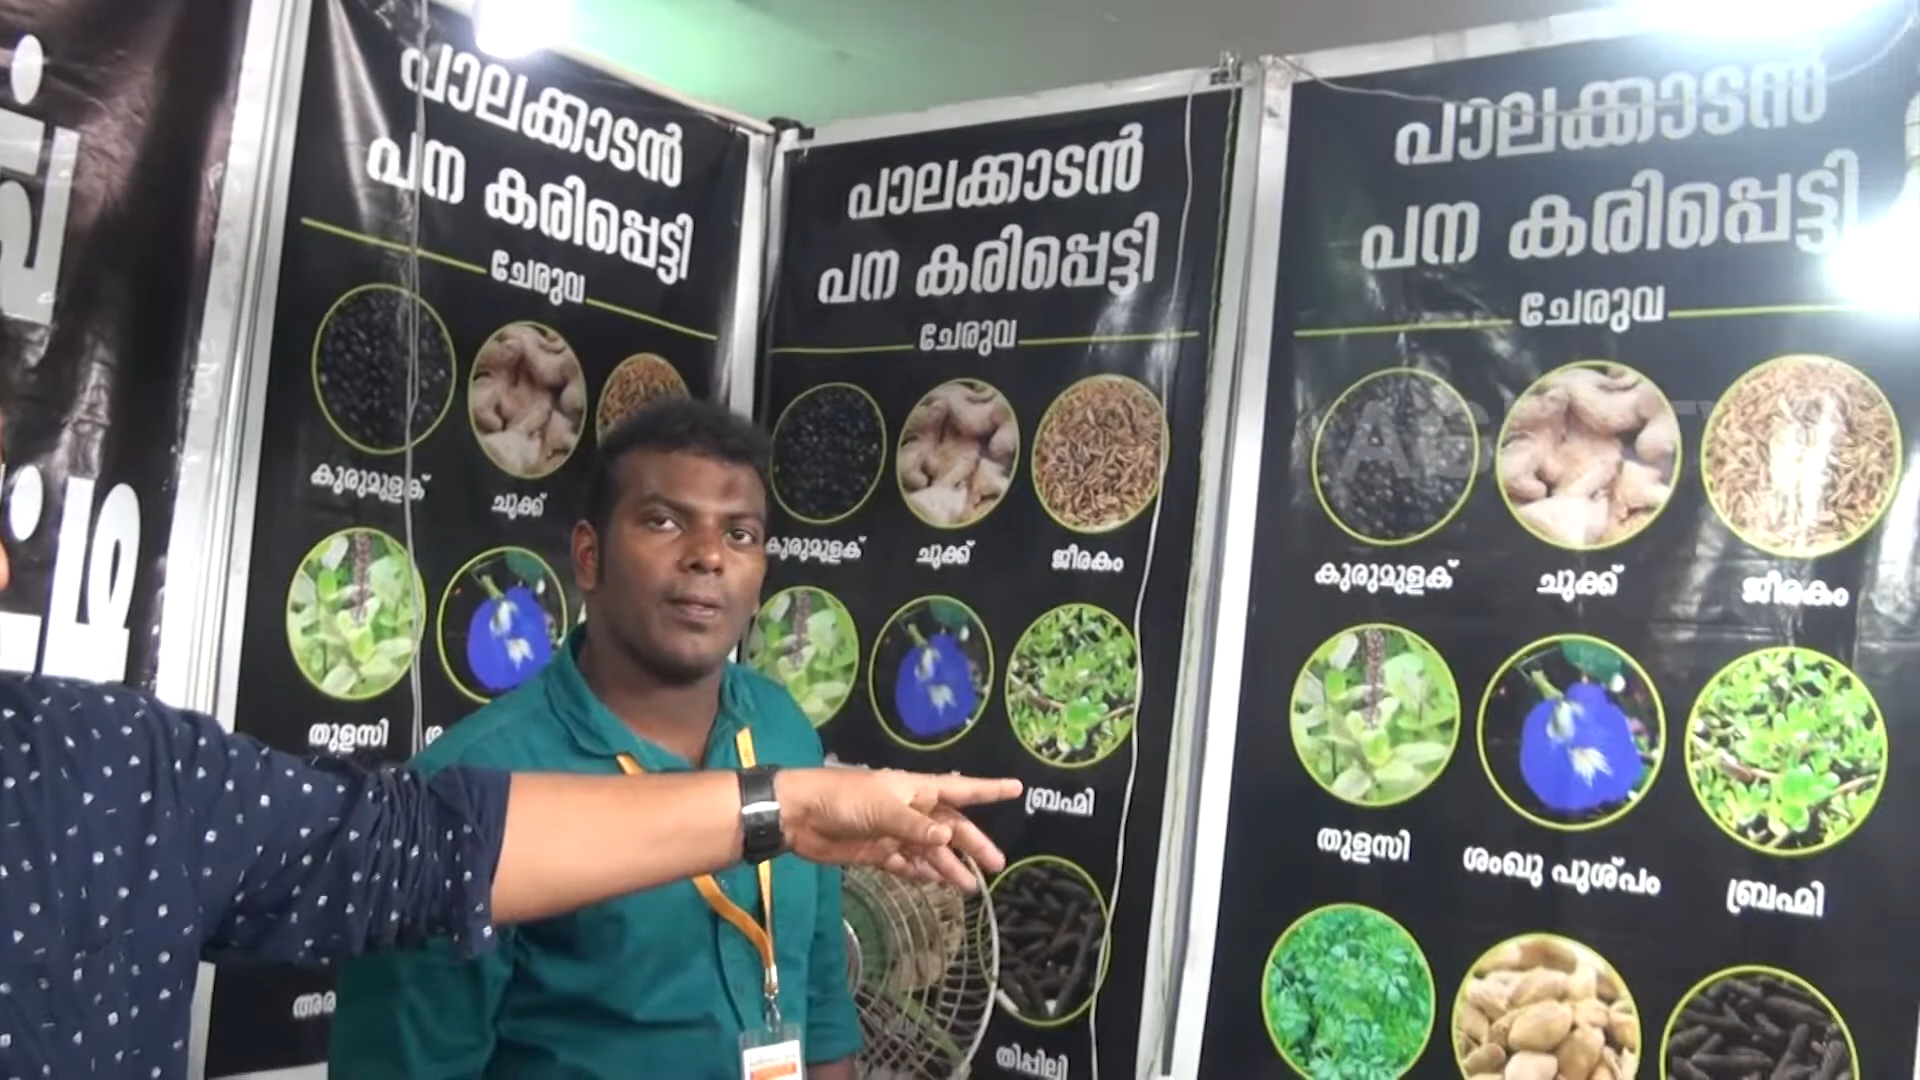 പാലക്കാടൻ
പന കരിപ്പെട്ടി
ചേരുവ
കുരുമുളക്
ചുക്ക്
തുളസി
പാലക്കാടൻ
പന കരിപ്പെട്ടി
ചേരുവ
കുരുമുളക് ചുക്ക് ജീരകം
ബ്രഹ്മി
തിപ്പിലി
പാലക്കാടൻ
പന കരിപ്പെട്ടി
ചേരുവ
കുരുമുളക് ചുക്ക് ജീരകം
തുളസി ശംഖു പുശ്പം ബ്രഹ്മി